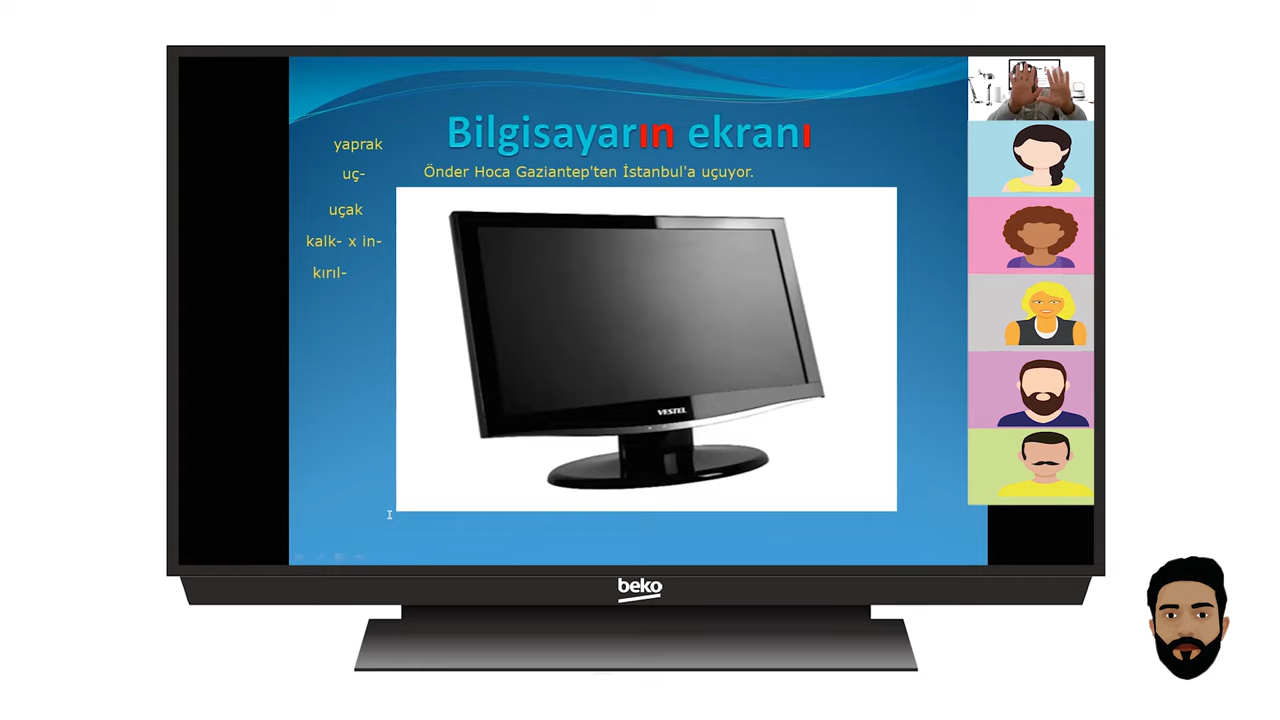 Bilgisayarın ekranı
Önder Hoca Gaziantep'ten İstanbul'a uçuyor.
yaprak
uç-
uçak
kalk- x in-
kırıl-
VESTEL
beko